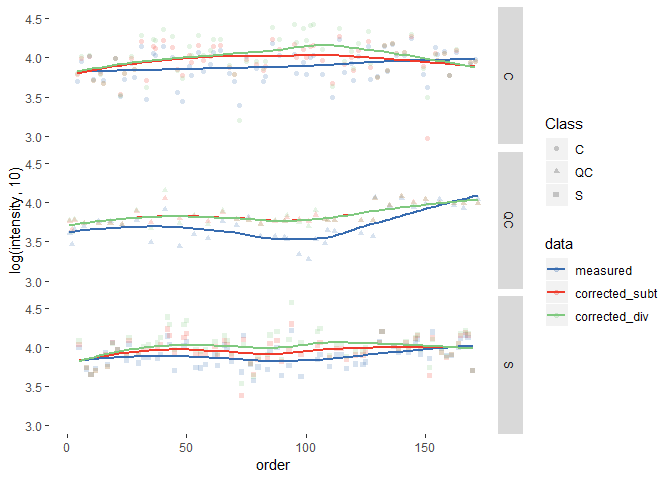 4.5
4.0
3.5
3.0
C
4.5
4.0
3.5
3.0
QC
4.5
4.0
3.5
3.0
S
log(intensity, 10)
0 50 100 150
order
Class
C
QC
S
data
measured
corrected_subt
corrected_div